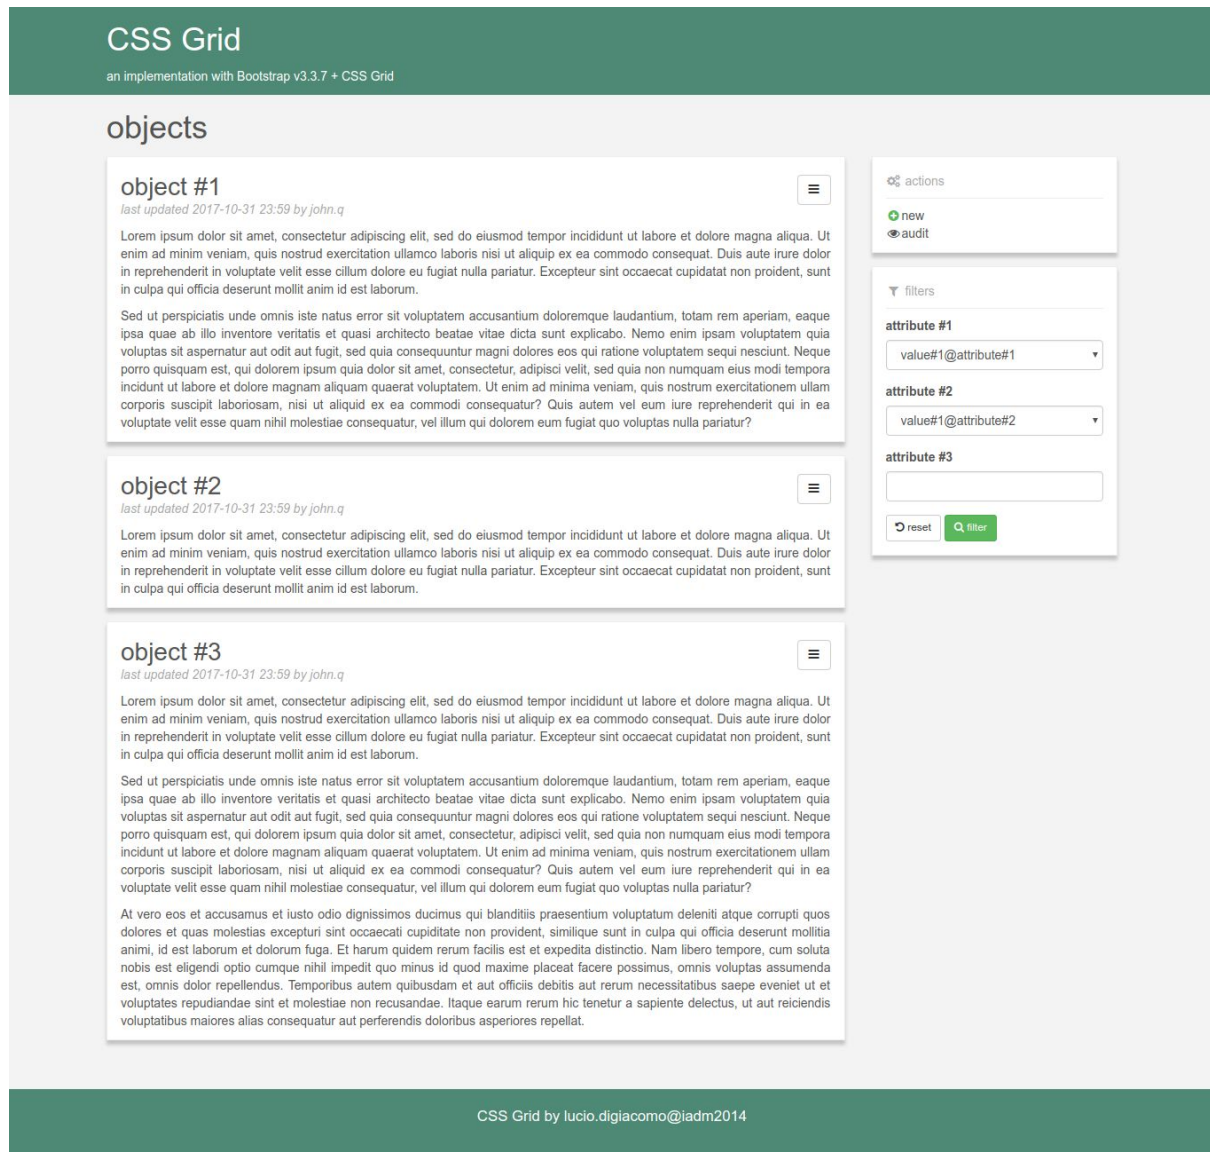 CSS Grid
an implementation with Bootstrap v3.3.7 + CSS Grid
objects
object #1
last updated 2017-10-31 23:59 by john.q
Lorem ipsum dolor sit amet, consectetur adipiscing elit, sed do eiusmod tempor incididunt ut labore et dolore magna aliqua. Ut
enim ad minim veniam, quis nostrud exercitation ullamco laboris nisi ut aliquip ex ea commodo consequat. Duis aute irure dolor
in reprehenderit in voluptate velit esse cillum dolore eu fugiat nulla pariatur. Excepteur sint occaecat cupidatat non proident, sunt
in culpa qui officia deserunt mollit anim id est laborum.
Sed ut perspiciatis unde omnis iste natus error sit voluptatem accusantium doloremque laudantium, totam rem aperiam, eaque
ipsa quae ab illo inventore veritatis et quasi architecto beatae vitae dicta sunt explicabo. Nemo enim ipsam voluptatem quia
voluptas sit aspernatur aut odit aut fugit, sed quia consequuntur magni dolores eos qui ratione voluptatem sequi nesciunt. Neque
porro quisquam est, qui dolorem ipsum quia dolor sit amet, consectetur, adipisci velit, sed quia non numquam eius modi tempora
incidunt ut labore et dolore magnam aliquam quaerat voluptatem. Ut enim ad minima veniam, quis nostrum exercitationem ullam
corporis suscipit laboriosam, nisi ut aliquid ex ea commodi consequatur? Quis autem vel eum iure reprehenderit qui in ea
voluptate velit esse quam nihil molestiae consequatur, vel illum qui dolorem eum fugiat quo voluptas nulla pariatur?
object #2
last updated 2017-10-31 23:59 by john.q
Lorem ipsum dolor sit amet, consectetur adipiscing elit, sed do eiusmod tempor incididunt ut labore et dolore magna aliqua. Ut
enim ad minim veniam, quis nostrud exercitation ullamco laboris nisi ut aliquip ex ea commodo consequat. Duis aute irure dolor
in reprehenderit in voluptate velit esse cillum dolore eu fugiat nulla pariatur. Excepteur sint occaecat cupidatat non proident, sunt
in culpa qui officia deserunt mollit anim id est laborum.
object #3
last updated 2017-10-31 23:59 by john.q
Lorem ipsum dolor sit amet, consectetur adipiscing elit, sed do eiusmod tempor incididunt ut labore et dolore magna aliqua. Ut
enim ad minim veniam, quis nostrud exercitation ullamco laboris nisi ut aliquip ex ea commodo consequat. Duis aute irure dolor
in reprehenderit in voluptate velit esse cillum dolore eu fugiat nulla pariatur. Excepteur sint occaecat cupidatat non proident, sunt
in culpa qui officia deserunt mollit anim id est laborum.
Sed ut perspiciatis unde omnis iste natus error sit voluptatem accusantium doloremque laudantium, totam rem aperiam, eaque
ipsa quae ab illo inventore veritatis et quasi architecto beatae vitae dicta sunt explicabo. Nemo enim ipsam voluptatem quia
voluptas sit aspernatur aut odit aut fugit, sed quia consequuntur magni dolores eos qui ratione voluptatem sequi nesciunt. Neque
porro quisquam est, qui dolorem ipsum quia dolor sit amet, consectetur, adipisci velit, sed quia non numquam eius modi tempora
incidunt ut labore et dolore magnam aliquam quaerat voluptatem. Ut enim ad minima veniam, quis nostrum exercitationem ullam
corporis suscipit laboriosam, nisi ut aliquid ex ea commodi consequatur? Quis autem vel eum iure reprehenderit qui in ea
voluptate velit esse quam nihil molestiae consequatur, vel illum qui dolorem eum fugiat quo voluptas nulla pariatur?
At vero eos et accusamus et iusto odio dignissimos ducimus qui blanditiis praesentium voluptatum deleniti atque corrupti quos
dolores et quas molestias excepturi sint occaecati cupiditate non provident, similique sunt in culpa qui officia deserunt mollitia
animi, id est laborum et dolorum fuga. Et harum quidem rerum facilis est et expedita distinctio. Nam libero tempore, cum soluta
nobis est eligendi optio cumque nihil impedit quo minus id quod maxime placeat facere possimus, omnis voluptas assumenda
est, omnis dolor repellendus. Temporibus autem quibusdam et aut officiis debitis aut rerum necessitatibus saepe eveniet ut et
voluptates repudiandae sint et molestiae non recusandae. Itaque earum rerum hic tenetur a sapiente delectus, ut aut reiciendis
voluptatibus maiores alias consequatur aut perferendis doloribus asperiores repellat.
actions
new
audit
filters
attribute #1
value#1@attribute#1
attribute #2
value#1@attribute#2
attribute #3
reset filter
CSS Grid by lucio.digiacomo@iadm2014